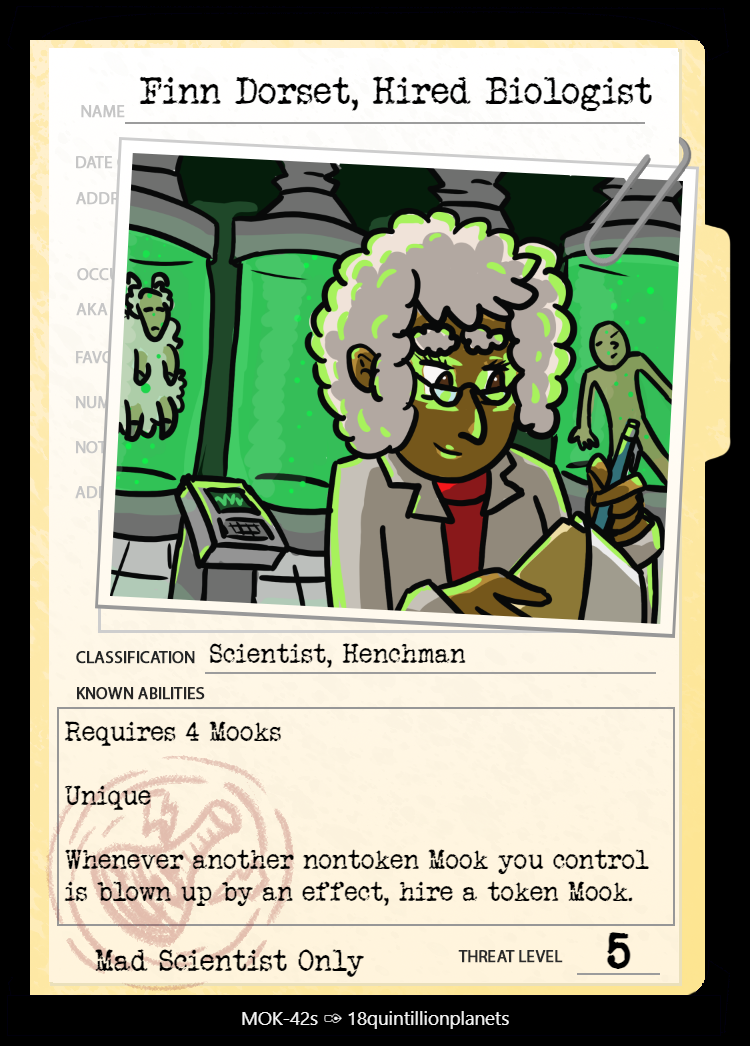 NAME Finn Dorset, Hired Biologist
DATE
ADDR
OCCU
AKA
FAVO
NUM
NOT
ADD
CLASSIFICATION Scientist, Henchman
KNOWN ABILITIES
Requires 4 Mooks
Unique
Whenever another nontoken Mook you control
is blown up by an effect, hire a token Mook.
Mad Scientist Only
THREAT LEVEL 5
MOK-42s ✑ 18quintillionplanets